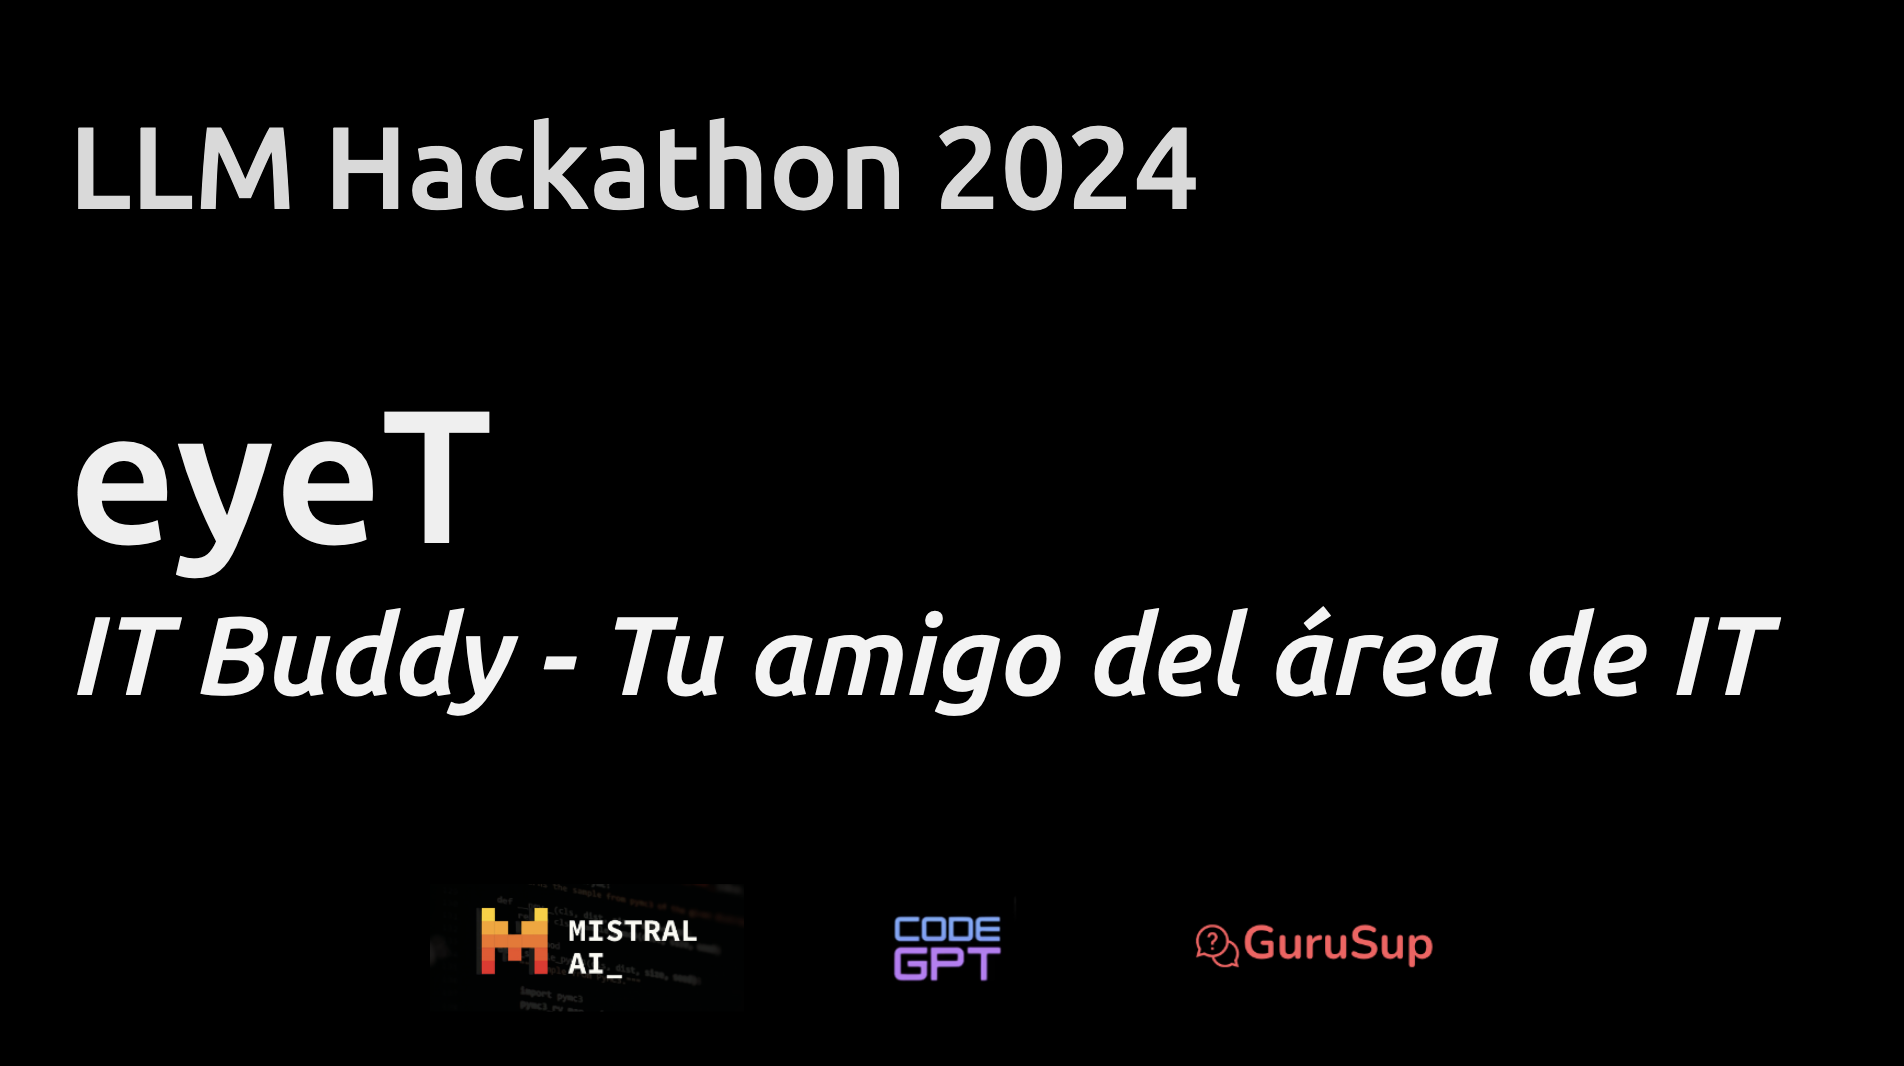 LLM Hackathon 2024
eyeT
IT Buddy - Tu amigo del área de IT
MISTRAL
AI_
CODE
GPT
GuruSup